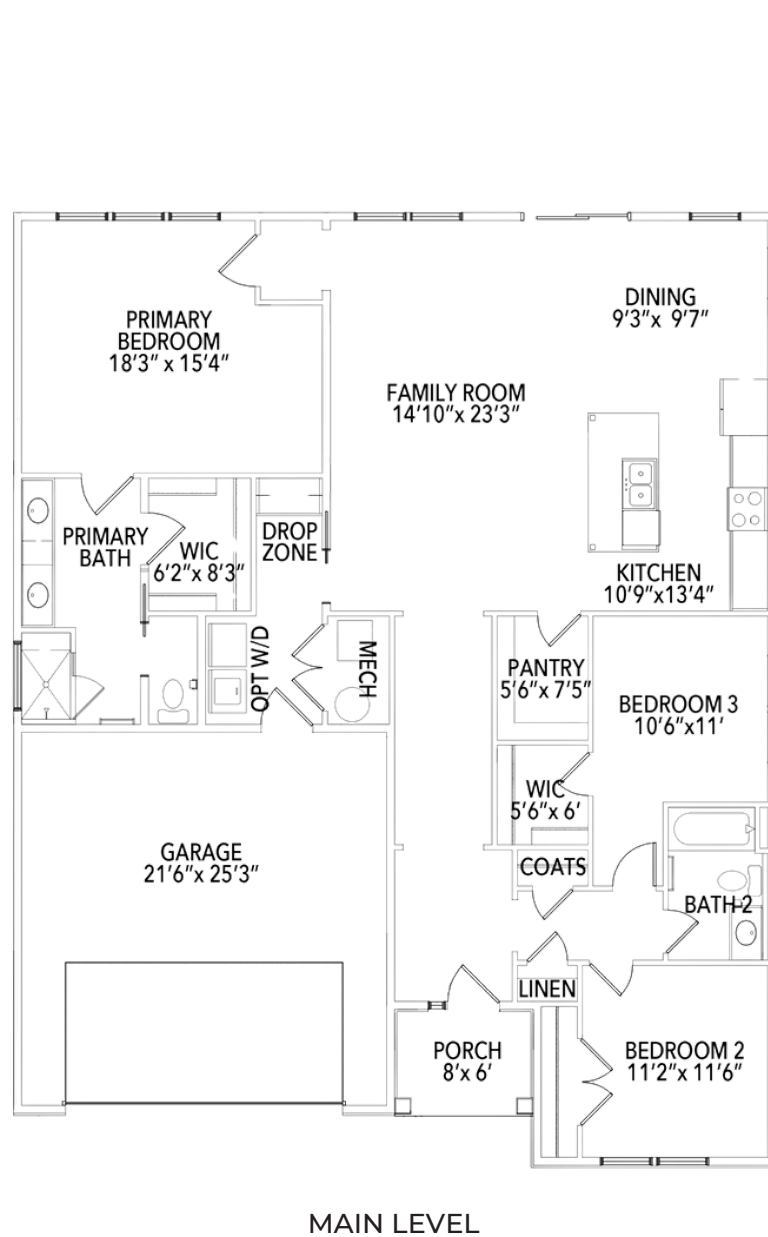 DINING
9'3"x 9'7"
PRIMARY
BEDROOM
18'3" x 15'4"
FAMILY ROOM
14'10"x 23'3"
PRIMARY
BATH
WIC
6'2"x 8'3"
DROP
ZONE
KITCHEN
10'9"x13'4"
OPT W/D
MECH
PANTRY
5'6"x 7'5"
BEDROOM 3
10'6"x11'
WIC
5'6"x 6'
GARAGE
21'6"x 25'3"
COATS
BATH 2
LINEN
PORCH
8'x 6'
BEDROOM 2
11'2"x 11'6"
MAIN LEVEL